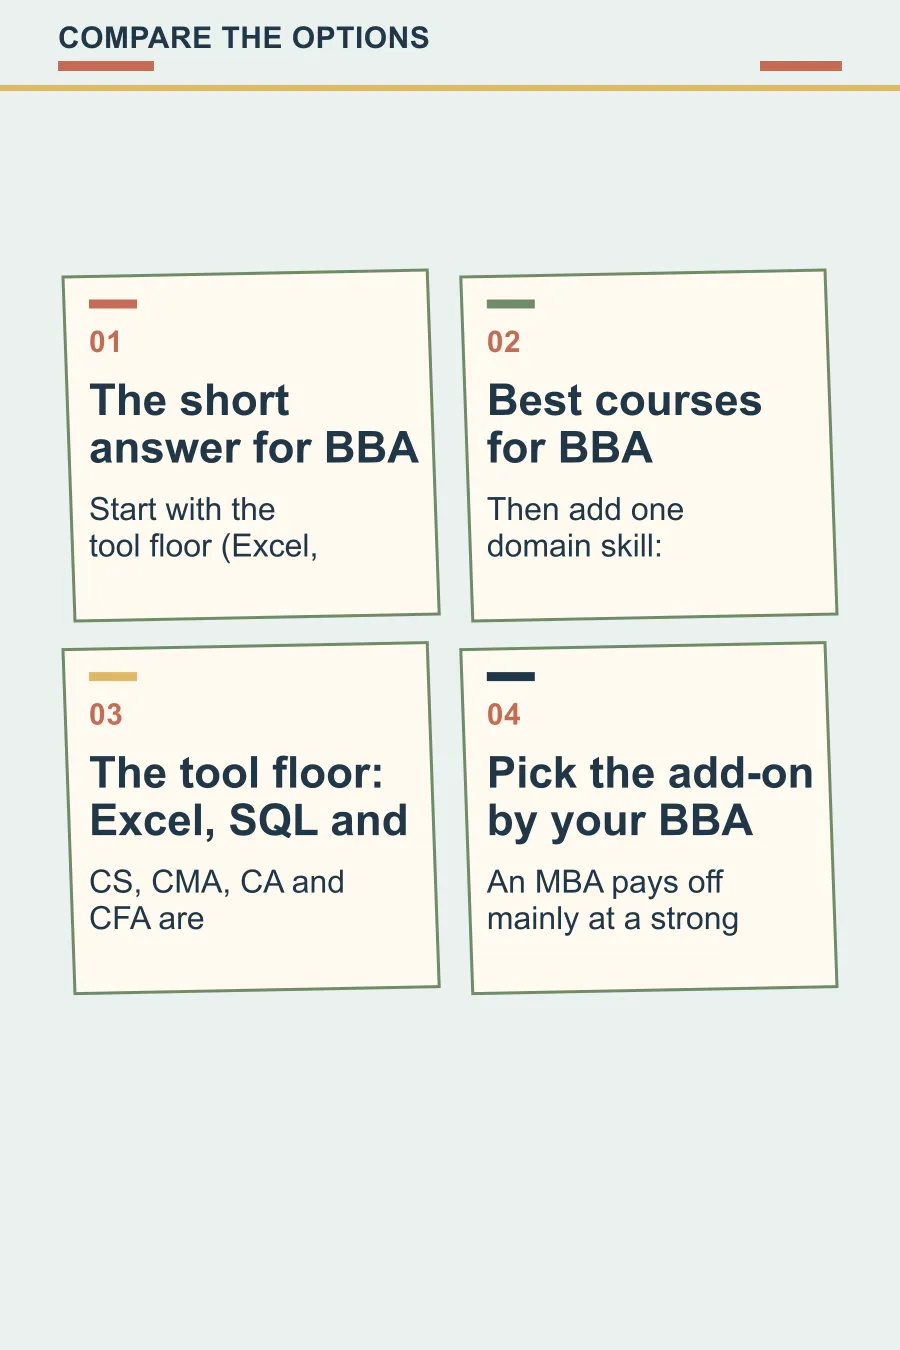 COMPARE THE OPTIONS
01
The short
answer for BBA
Start with the
tool floor (Excel,
02
Best courses
for BBA
Then add one
domain skill:
03
The tool floor:
Excel, SQL and
CS, CMA, CA and
CFA are
04
Pick the add-on
by your BBA
An MBA pays off
mainly at a strong